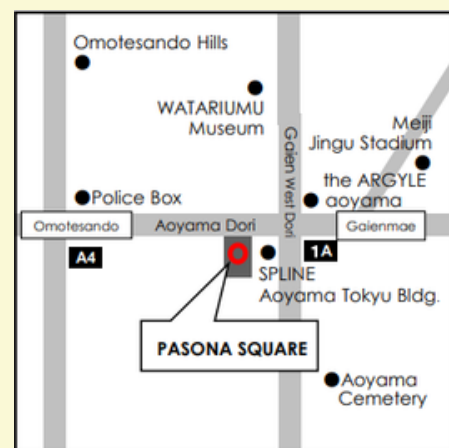 Omotesando Hills
WATARIUMU
Museum
Gaien West Dori
Meiji
Jingu Stadium
the ARGYLE
aoyama
Police Box
Omotesando
Aoyama Dori
Gaienmae
A4
1A
SPLINE
Aoyama Tokyu Bldg.
PASONA SQUARE
Aoyama
Cemetery